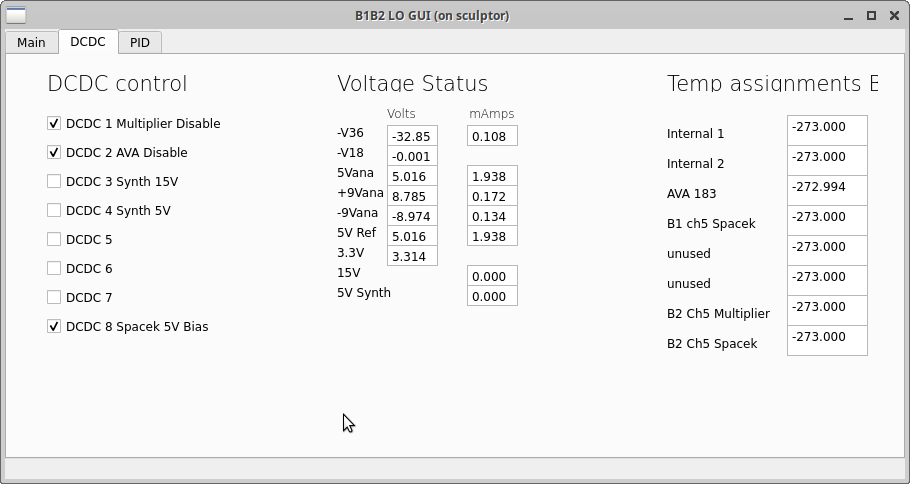 B1B2 LO GUI (on sculptor)
Main DCDC PID
DCDC control
DCDC 1 Multiplier Disable
DCDC 2 AVA Disable
DCDC 3 Synth 15V
DCDC 4 Synth 5V
DCDC 5
DCDC 6
DCDC 7
DCDC 8 Spacek 5V Bias
Voltage Status
Volts mAmps
-V36 -32.85 0.108
-V18 -0.001
5Vana 5.016 1.938
+9Vana 8.785 0.172
-9Vana -8.974 0.134
5V Ref 5.016 1.938
3.3V 3.314
15V 0.000
5V Synth 0.000
Temp assignments
Internal 1 -273.000
Internal 2 -273.000
AVA 183 -272.994
B1 ch5 Spacek -273.000
unused -273.000
unused -273.000
B2 Ch5 Multiplier -273.000
B2 Ch5 Spacek -273.000